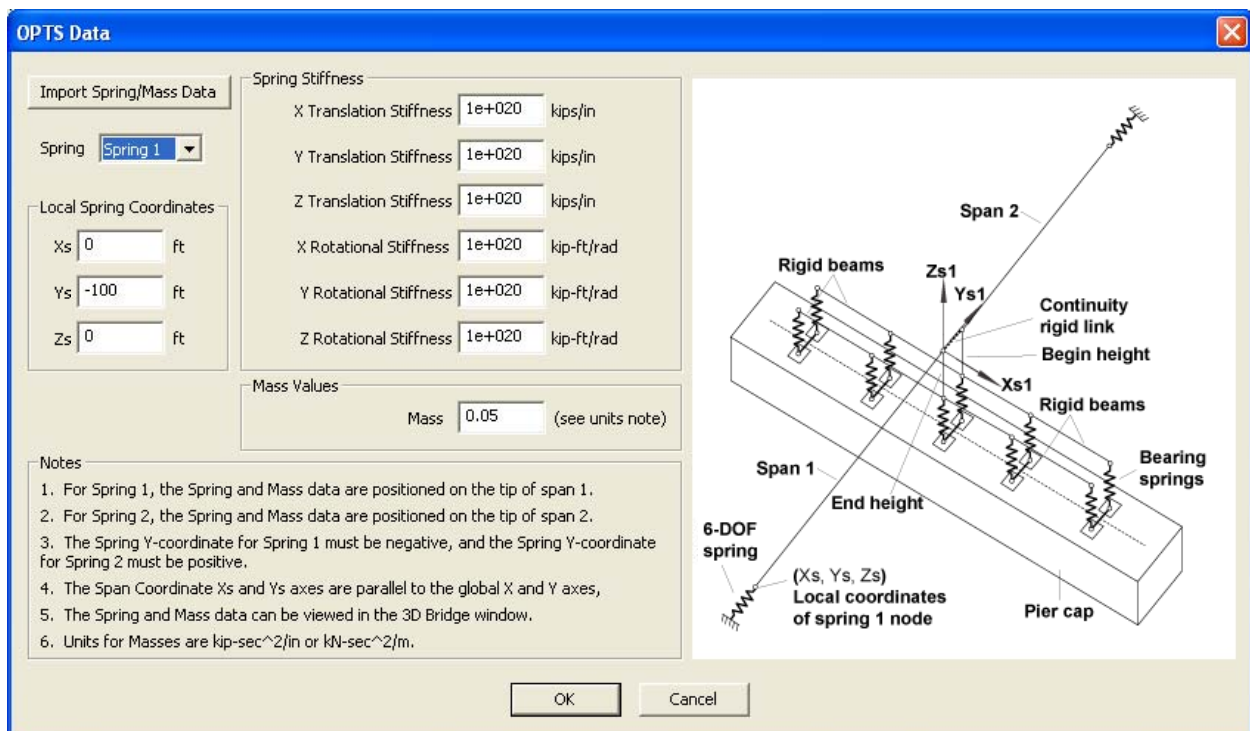 OPTS Data
Import Spring/Mass Data
Spring Spring 1
Local Spring Coordinates
Xs 0 ft
Ys -100 ft
Zs 0 ft
Spring Stiffness
X Translation Stiffness 1e+020 kips/in
Y Translation Stiffness 1e+020 kips/in
Z Translation Stiffness 1e+020 kips/in
X Rotational Stiffness 1e+020 kip-ft/rad
Y Rotational Stiffness 1e+020 kip-ft/rad
Z Rotational Stiffness 1e+020 kip-ft/rad
Mass Values
Mass 0.05 (see units note)
Notes
1. For Spring 1, the Spring and Mass data are positioned on the tip of span 1.
2. For Spring 2, the Spring and Mass data are positioned on the tip of span 2.
3. The Spring Y-coordinate for Spring 1 must be negative, and the Spring Y-coordinate
for Spring 2 must be positive.
4. The Span Coordinate Xs and Ys axes are parallel to the global X and Y axes,
5. The Spring and Mass data can be viewed in the 3D Bridge window.
6. Units for Masses are kip-sec^2/in or kN-sec^2/m.
Span 2
Rigid beams
Zs1
Ys1
Continuity
rigid link
Begin height
Xs1
Rigid beams
Span 1
End height
Bearing
springs
6-DOF
spring
(Xs, Ys, Zs)
Local coordinates
of spring 1 node
Pier cap
OK
Cancel